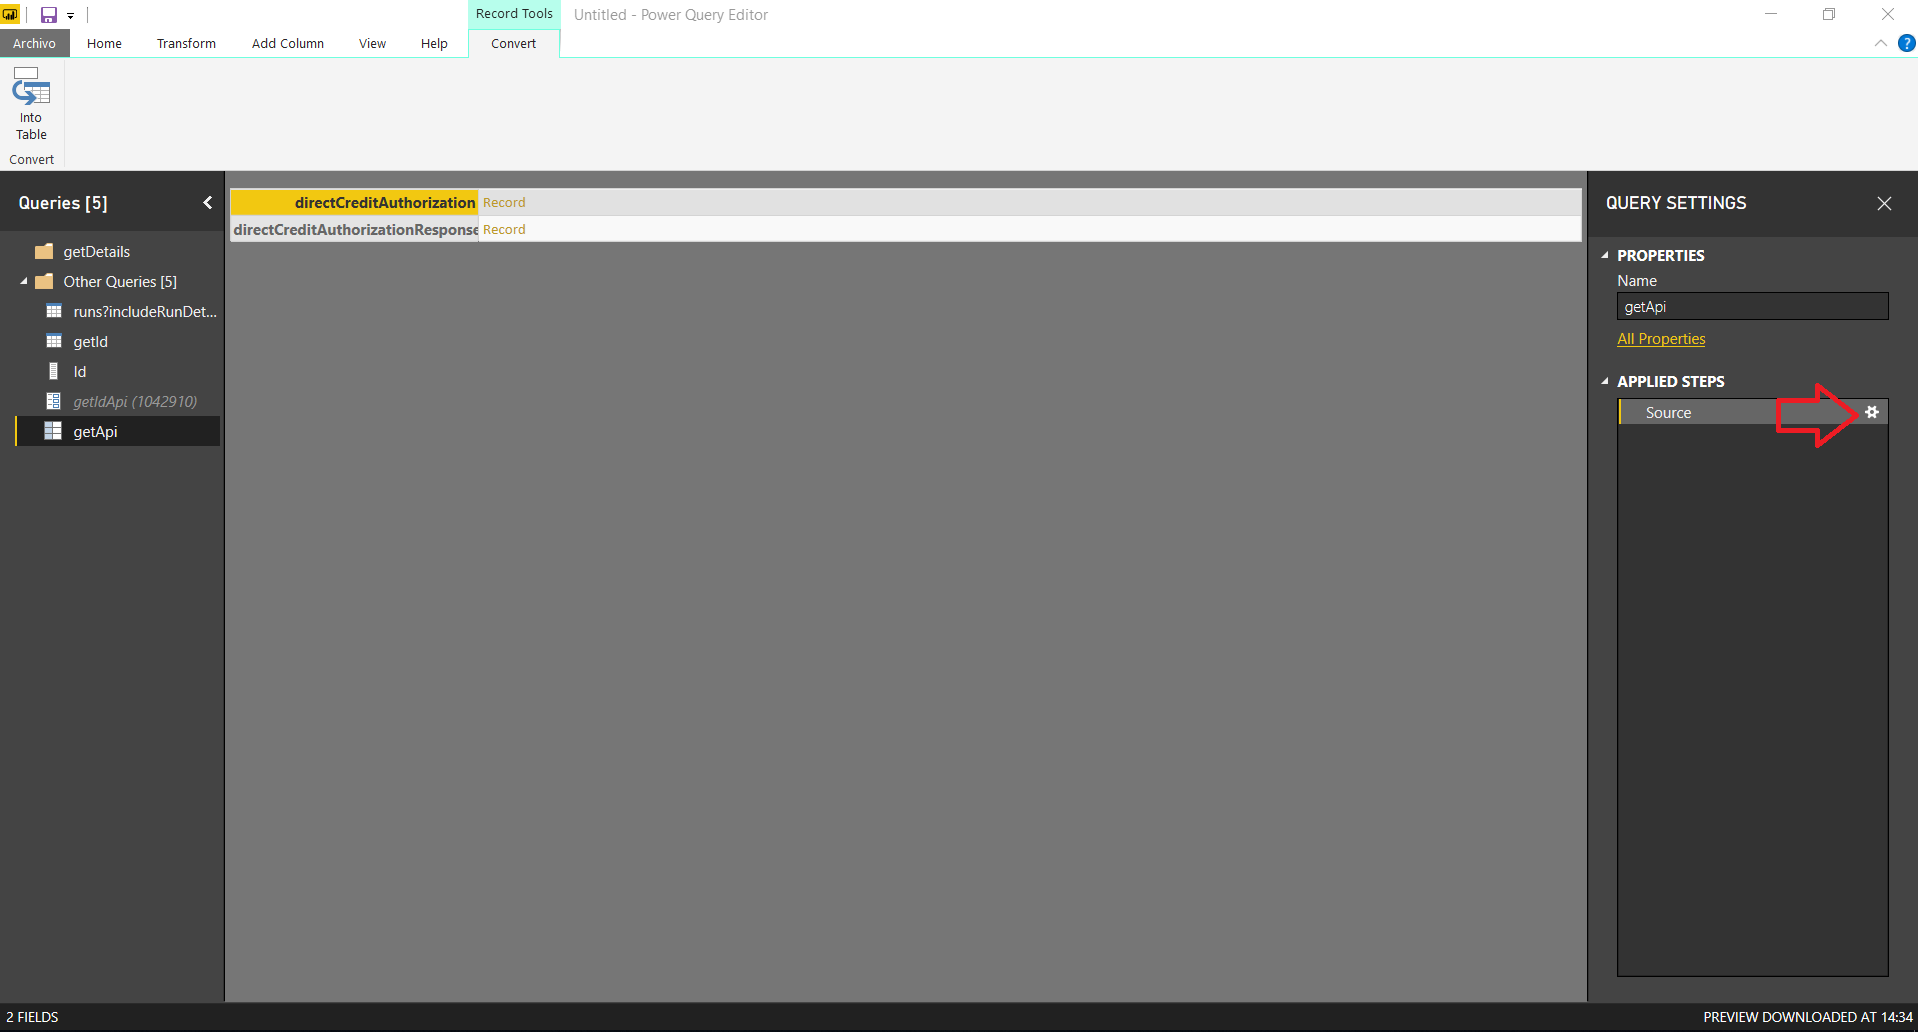 Record Tools
Untitled - Power Query Editor
Archivo
Home
Transform
Add Column
View
Help
Convert
?
Into
Table
Convert
Queries [5]
getDetails
Other Queries [5]
runs?includeRunDet...
getId
Id
getIdApi (1042910)
getApi
directCreditAuthorization
Record
directCreditAuthorizationResponse
Record
QUERY SETTINGS
PROPERTIES
Name
getApi
All Properties
APPLIED STEPS
Source
2 FIELDS
PREVIEW DOWNLOADED AT 14:34